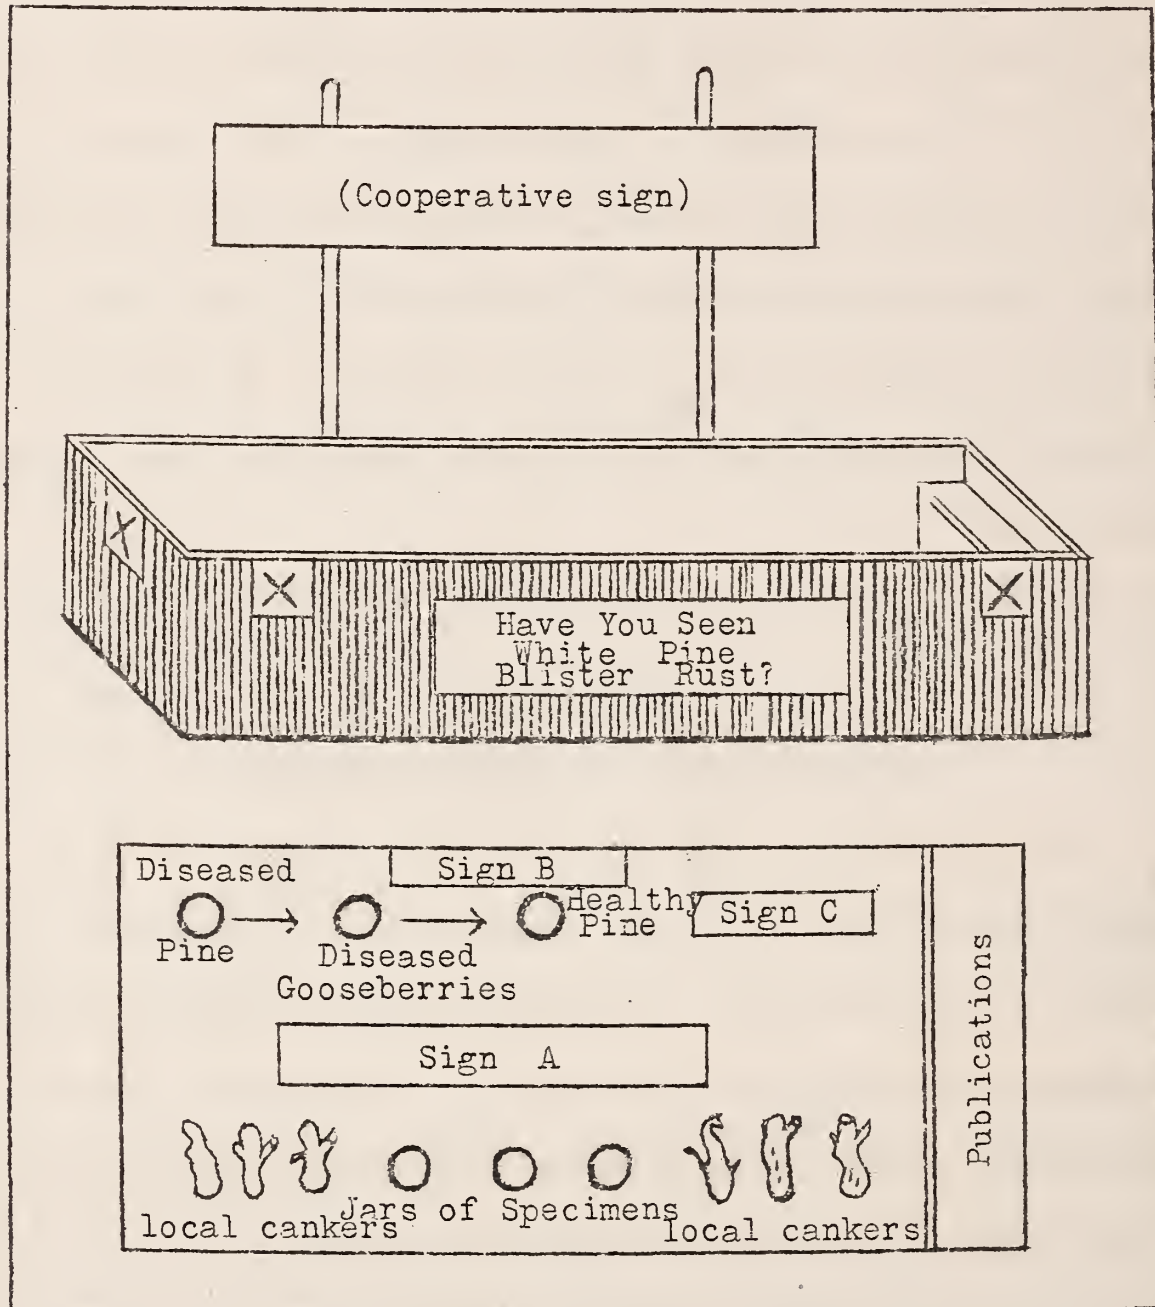 (Cooperative sign)
X
X
X
Have You Seen
White Pine
Blister Rust?
Diseased
Pine
Sign B
Diseased
Gooseberries
Healthy
Pine
Sign C
Sign A
local cankers
Jars of Specimens
local cankers
Publications